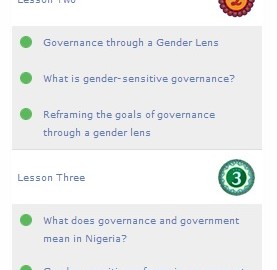 Lesson Two
2
Governance through a Gender Lens
What is gender-sensitive governance?
Reframing the goals of governance
through a gender lens
Lesson Three
3
What does governance and government
mean in Nigeria?